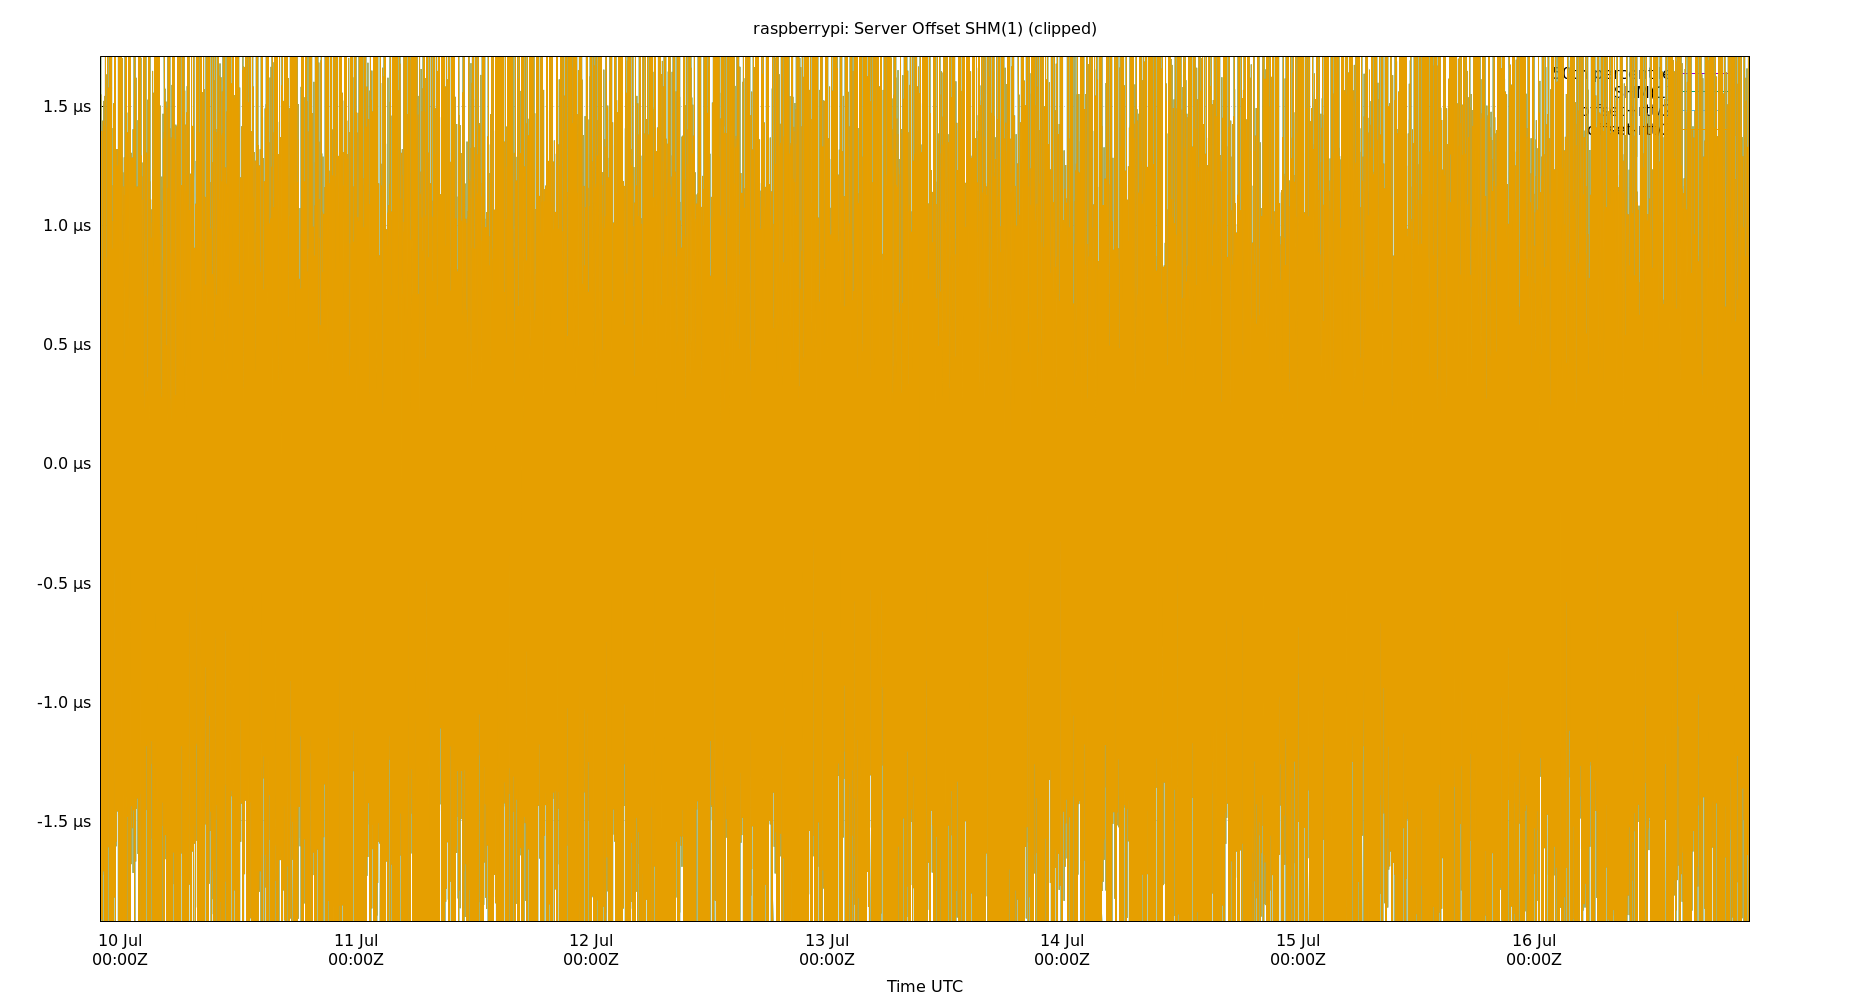 raspberrypi: Server Offset SHM(1) (clipped)
1.5 µs
1.0 µs
0.5 µs
0.0 µs
-0.5 µs
-1.0 µs
-1.5 µs
10 Jul 11 Jul 12 Jul 13 Jul 14 Jul 15 Jul 16 Jul
00:00Z 00:00Z 00:00Z 00:00Z 00:00Z 00:00Z 00:00Z
Time UTC